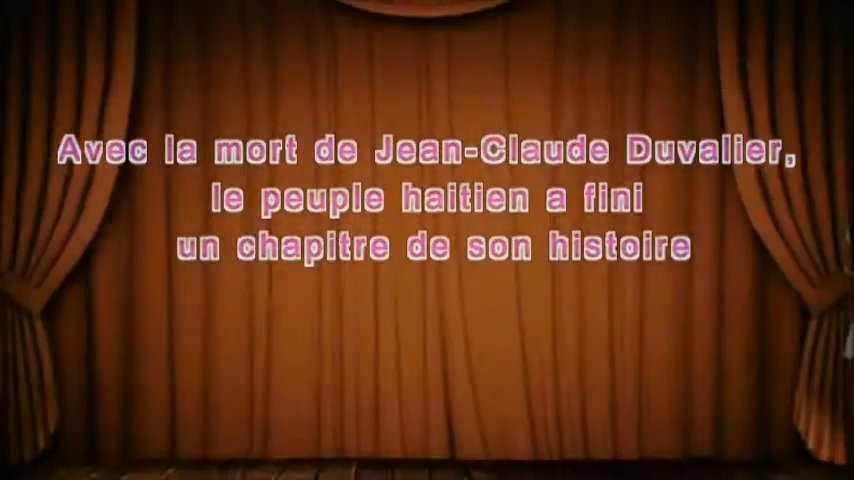 Avec la mort de Jean-Claude Duvalier,
le peuple haitien a fini
un chapitre de son histoire